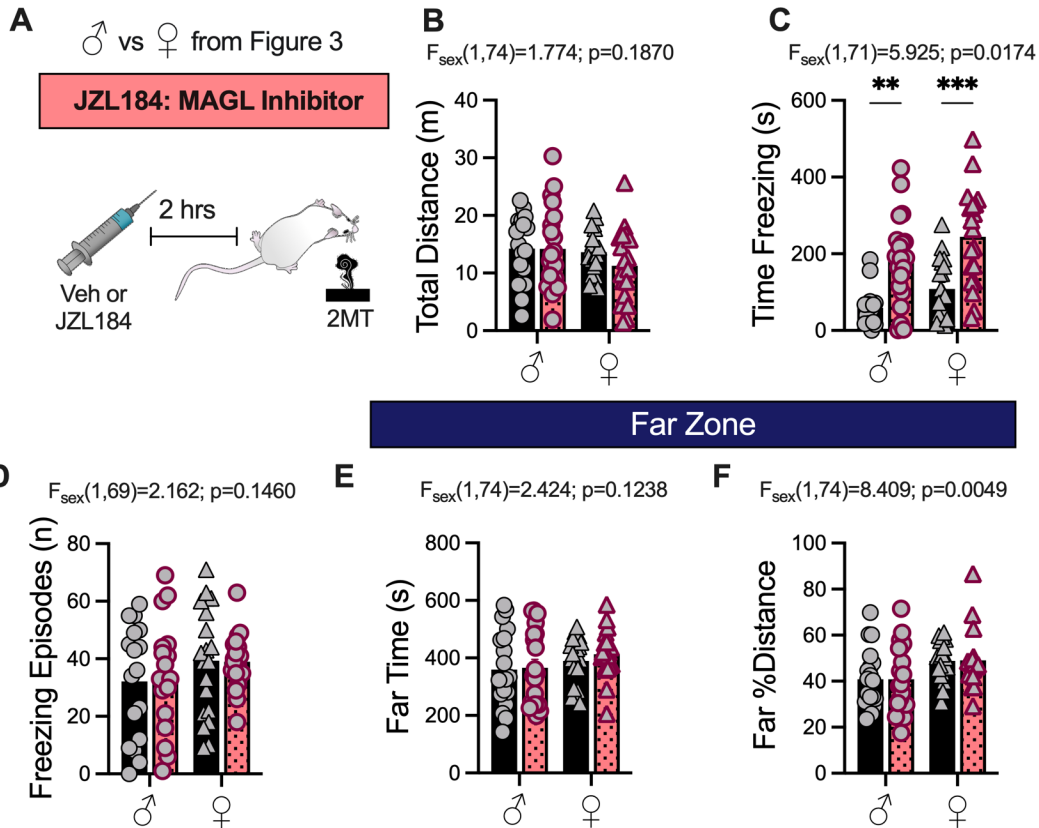 A
♂ vs ♀ from Figure 3
JZL184: MAGL Inhibitor
2 hrs
Veh or
JZL184
2MT
B
Fsex(1,74)=1.774; p=0.1870
Total Distance (m)
40
30
20
10
0
♂ ♀
C
Fsex(1,71)=5.925; p=0.0174
** ***
Time Freezing (s)
600
400
200
0
♂ ♀
Far Zone
D
Fsex(1,69)=2.162; p=0.1460
Freezing Episodes (n)
80
60
40
20
0
♂ ♀
E
Fsex(1,74)=2.424; p=0.1238
Far Time (s)
800
600
400
200
0
♂ ♀
F
Fsex(1,74)=8.409; p=0.0049
Far %Distance
100
80
60
40
20
0
♂ ♀